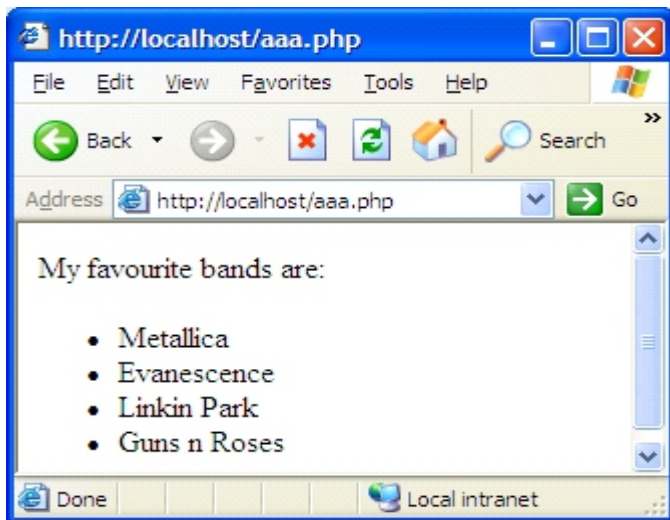 http://localhost/aaa.php
File Edit View Favorites Tools Help
Back Search »
Address http://localhost/aaa.php Go
My favourite bands are:
• Metallica
• Evanescence
• Linkin Park
• Guns n Roses
Done Local intranet